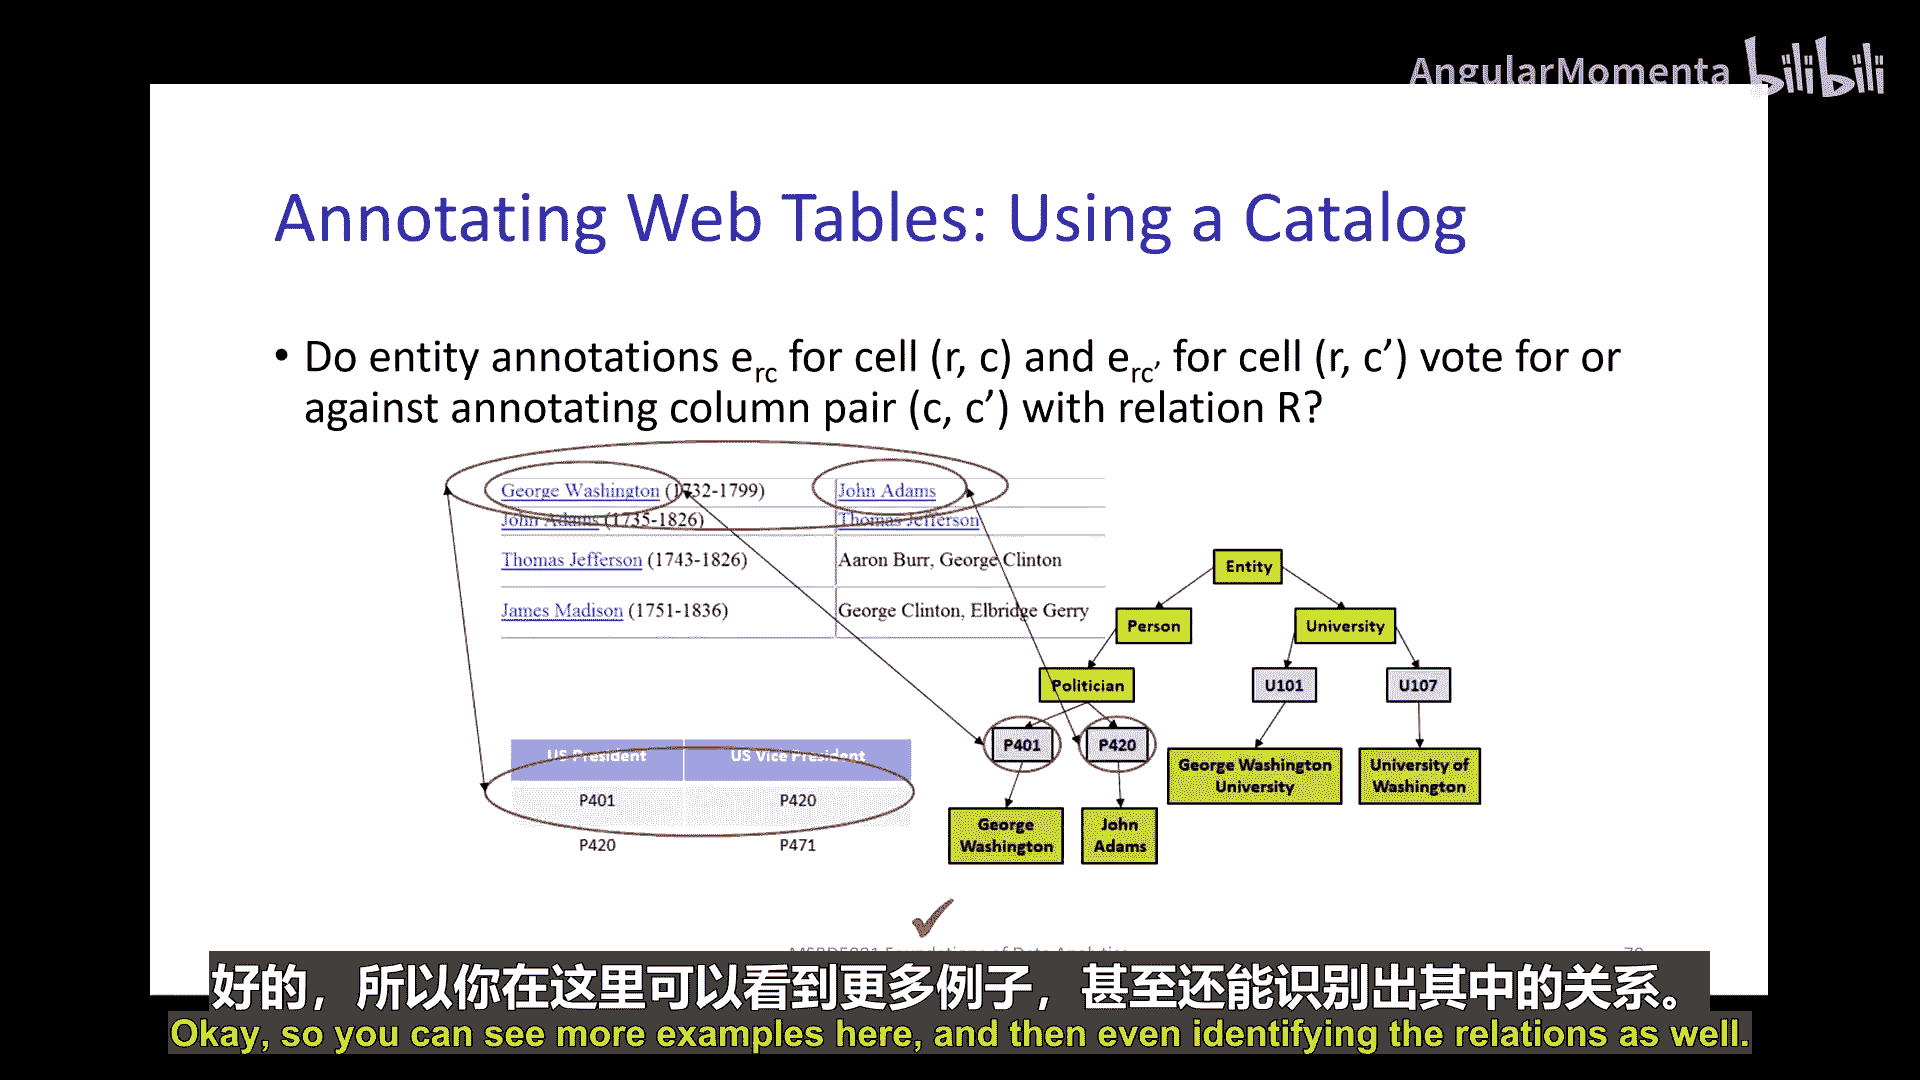 AngularMomenta bilibili
Annotating Web Tables: Using a Catalog
• Do entity annotations erc for cell (r, c) and erc’ for cell (r, c’) vote for or
against annotating column pair (c, c’) with relation R?
George Washington (1732-1799) John Adams
John Adams (1735-1826) Thomas Jefferson
Thomas Jefferson (1743-1826) Aaron Burr, George Clinton
James Madison (1751-1836) George Clinton, Elbridge Gerry
Entity
Person University
Politician U101 U107
P401 P420
George Washington
University
University of
Washington
George
Washington
John
Adams
US President US Vice President
P401 P420
P420 P471
✓
MSBD5001 Foundations of Data Analytics
好的，所以你在这里可以看到更多例子，甚至还能识别出其中的关系。
Okay, so you can see more examples here, and then even identifying the relations as well.